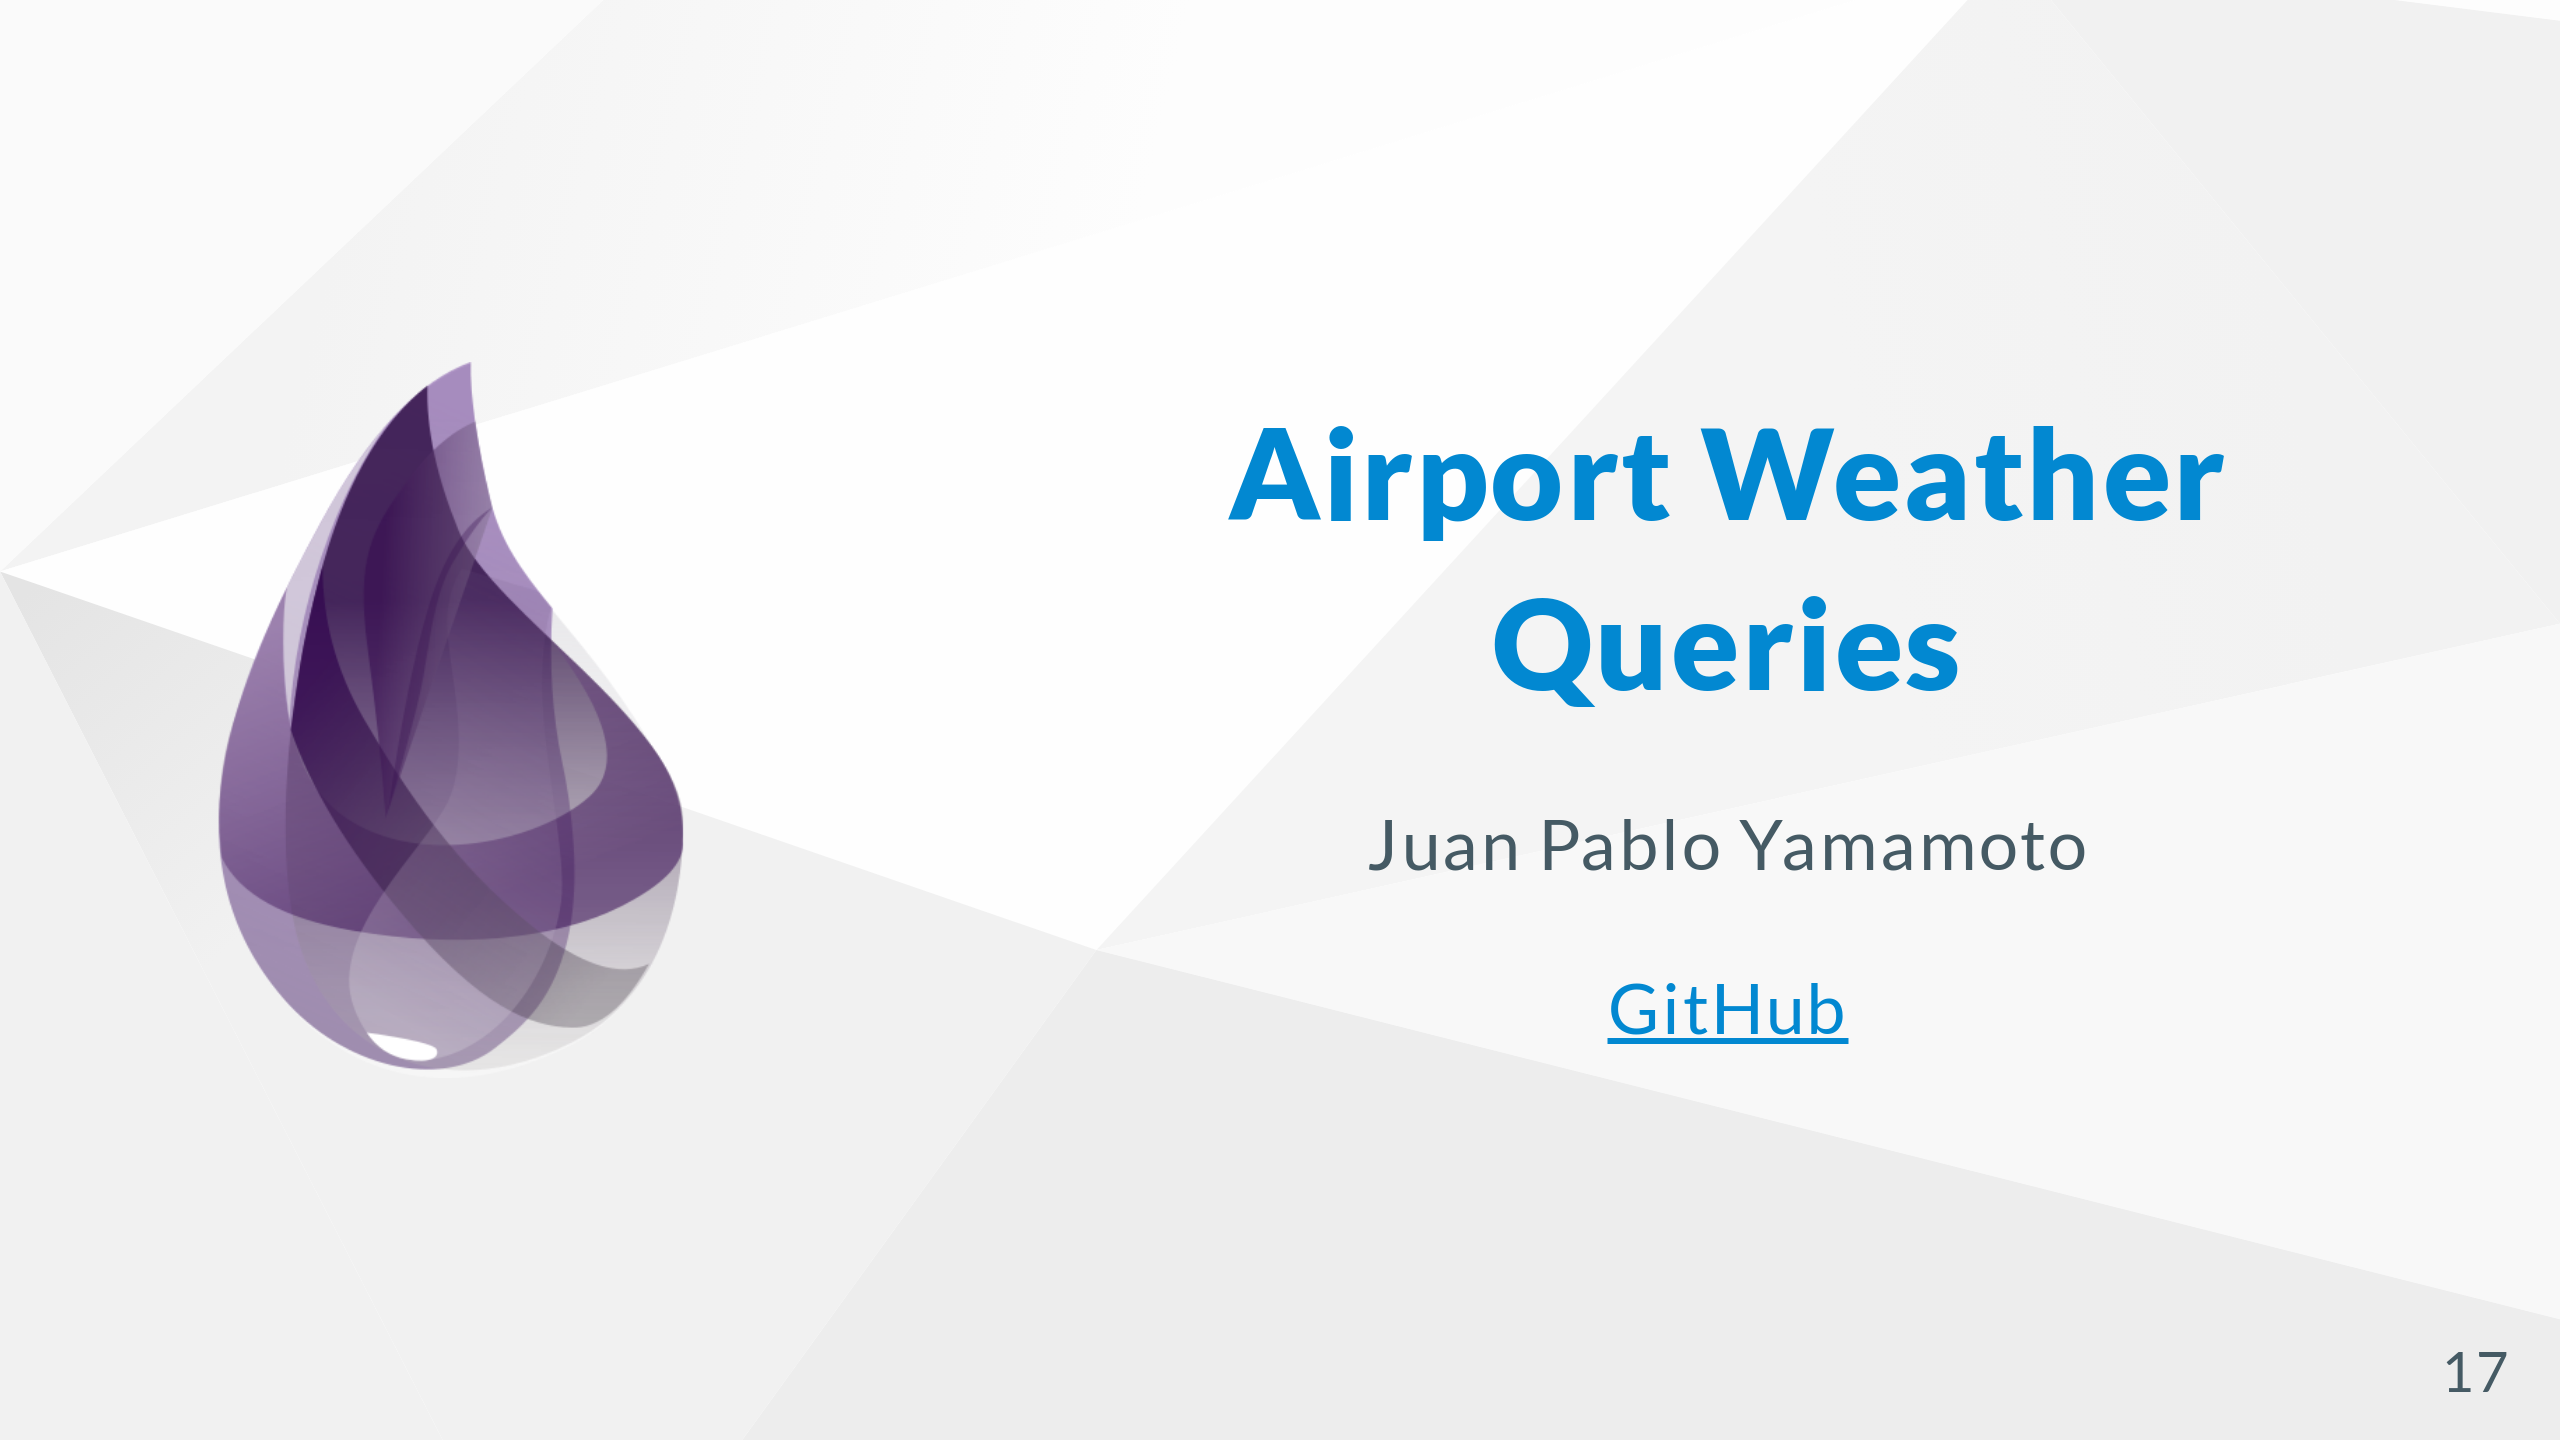 Airport Weather
Queries
Juan Pablo Yamamoto
GitHub
17